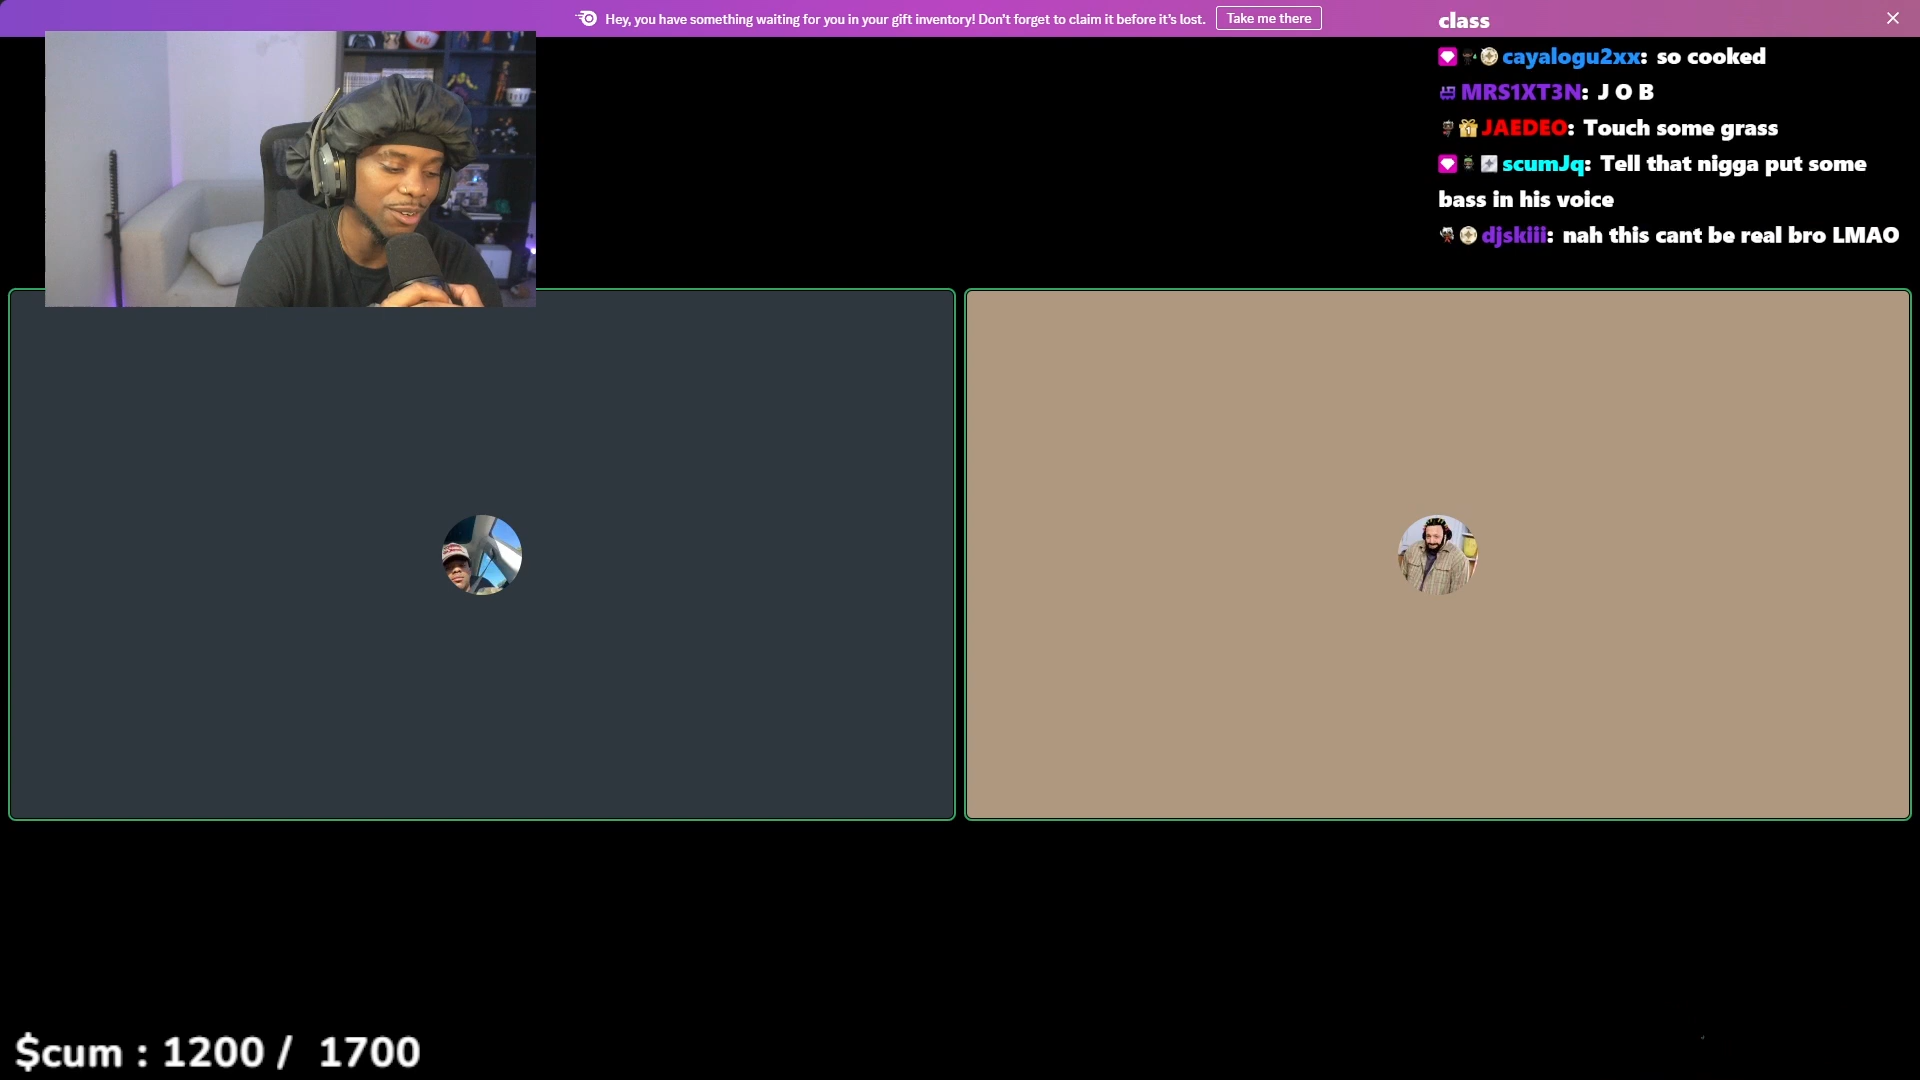 Hey, you have something waiting for you in your gift inventory! Don't forget to claim it before it's lost.
Take me there
class
cayalogu2xx: so cooked
MRS1XT3N: J O B
JAEDEO: Touch some grass
scumJq: Tell that nigga put some
bass in his voice
djskiii: nah this cant be real bro LMAO
$cum : 1200 / 1700